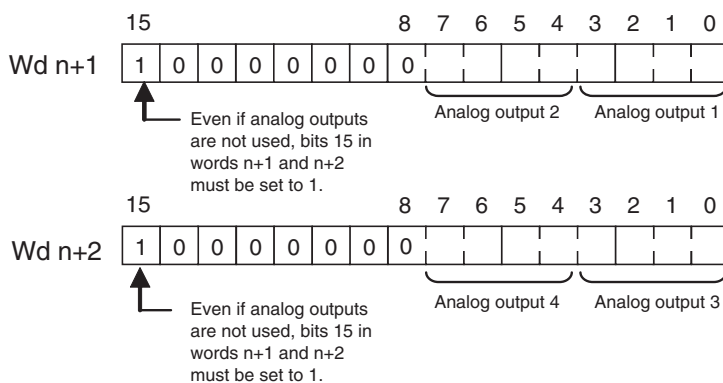 15 8 7 6 5 4 3 2 1 0
Wd n+1 1 0 0 0 0 0 0 0
Analog output 2 Analog output 1
Even if analog outputs
are not used, bits 15 in
words n+1 and n+2
must be set to 1.
15 8 7 6 5 4 3 2 1 0
Wd n+2 1 0 0 0 0 0 0 0
Analog output 4 Analog output 3
Even if analog outputs
are not used, bits 15 in
words n+1 and n+2
must be set to 1.